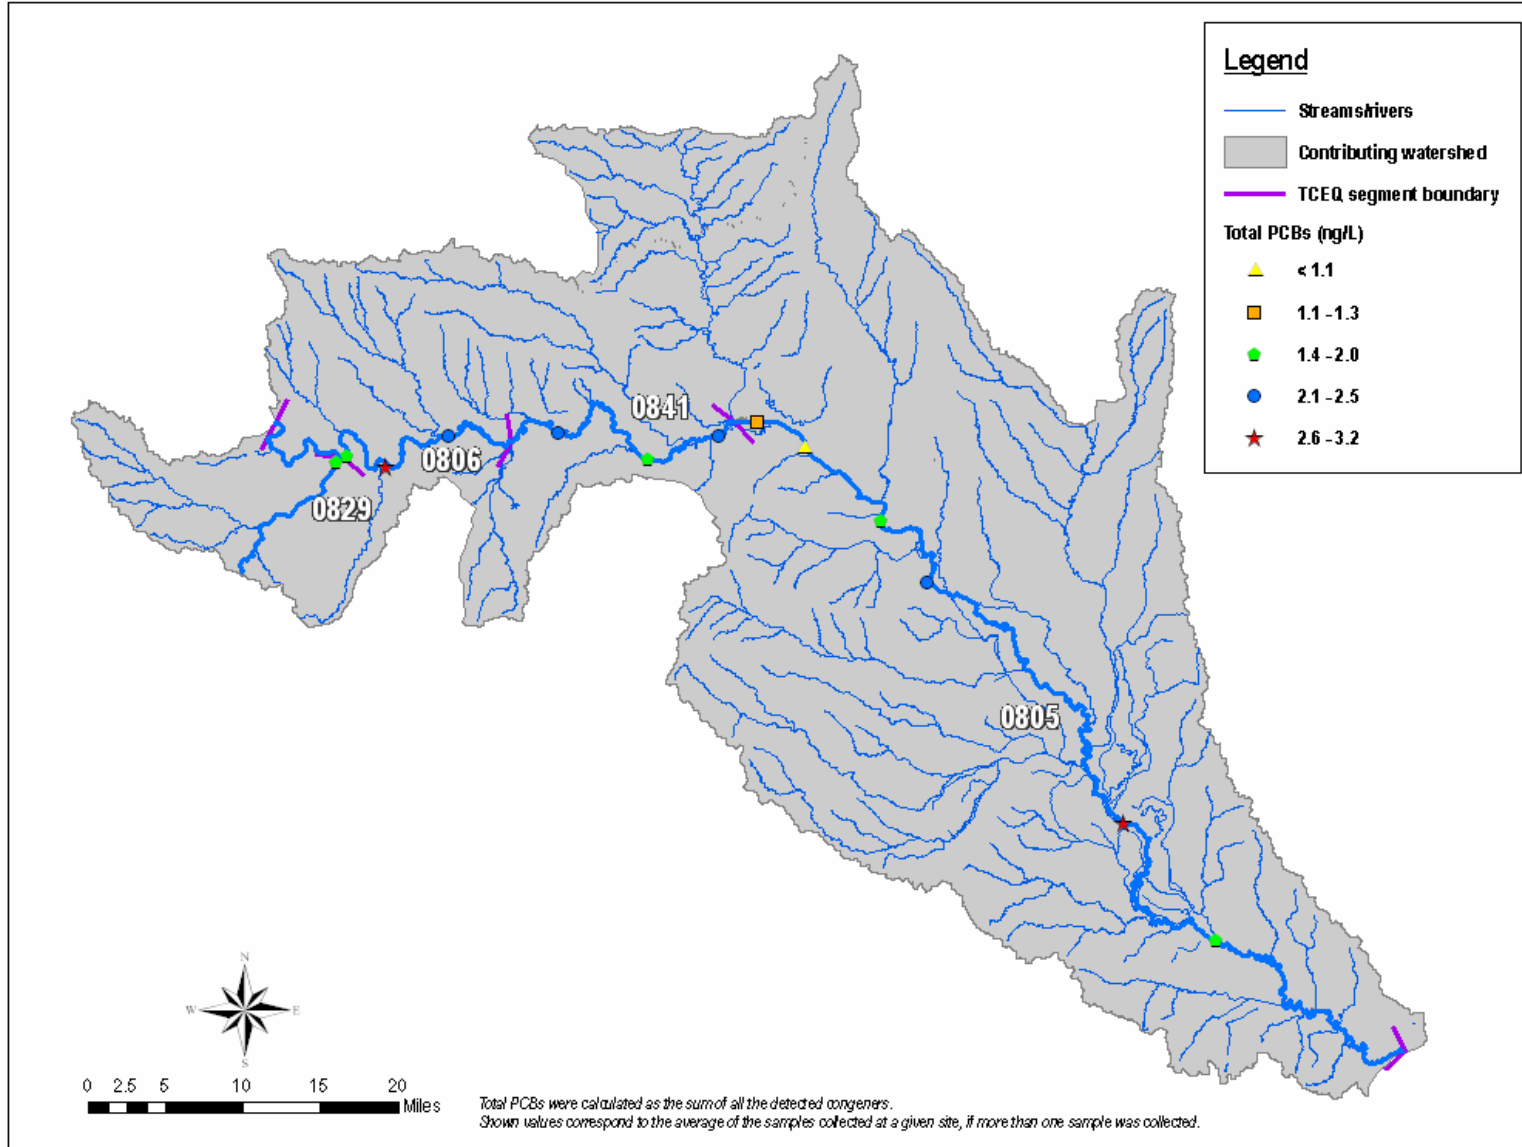 Legend
Streams/rivers
Contributing watershed
TCEQ segment boundary
Total PCBs (ng/L)
< 1.1
1.1 - 1.3
1.4 - 2.0
2.1 - 2.5
2.6 - 3.2
0841
0806
0829
0805
N
W E
S
0 2.5 5 10 15 20
Miles
Total PCBs were calculated as the sum of all the detected congeners.
Shown values correspond to the average of the samples collected at a given site, if more than one sample was collected.